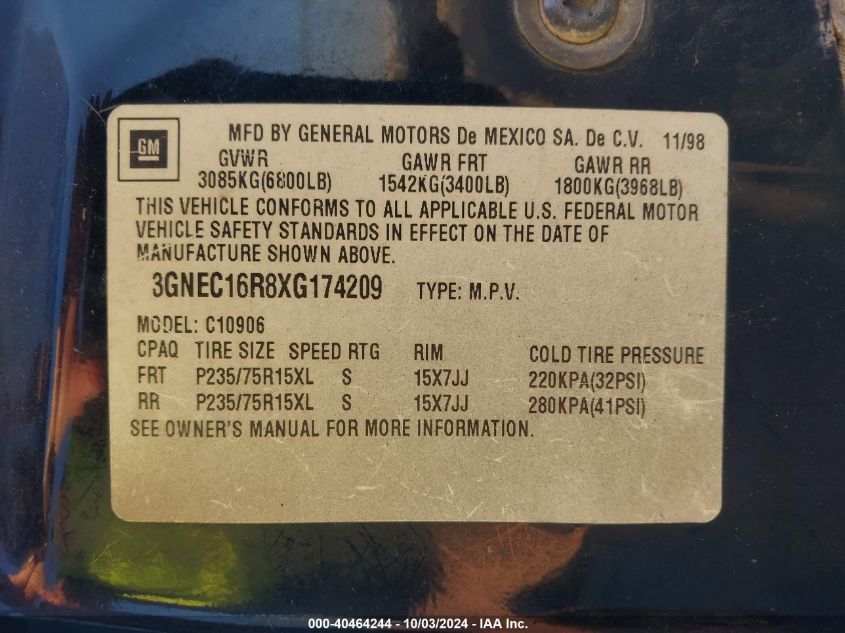 GM
MFD BY GENERAL MOTORS De MEXICO SA. De C.V. 11/98
GVWR GAWR FRT GAWR RR
3085KG(6800LB) 1542KG(3400LB) 1800KG(3968LB)
THIS VEHICLE CONFORMS TO ALL APPLICABLE U.S. FEDERAL MOTOR
VEHICLE SAFETY STANDARDS IN EFFECT ON THE DATE OF
MANUFACTURE SHOWN ABOVE.
3GNEC16R8XG174209 TYPE: M.P.V.
MODEL: C10906
CPAQ TIRE SIZE SPEED RTG RIM COLD TIRE PRESSURE
FRT P235/75R15XL S 15X7JJ 220KPA(32PSI)
RR P235/75R15XL S 15X7JJ 280KPA(41PSI)
SEE OWNER'S MANUAL FOR MORE INFORMATION.
000-40464244 - 10/03/2024 - IAA Inc.